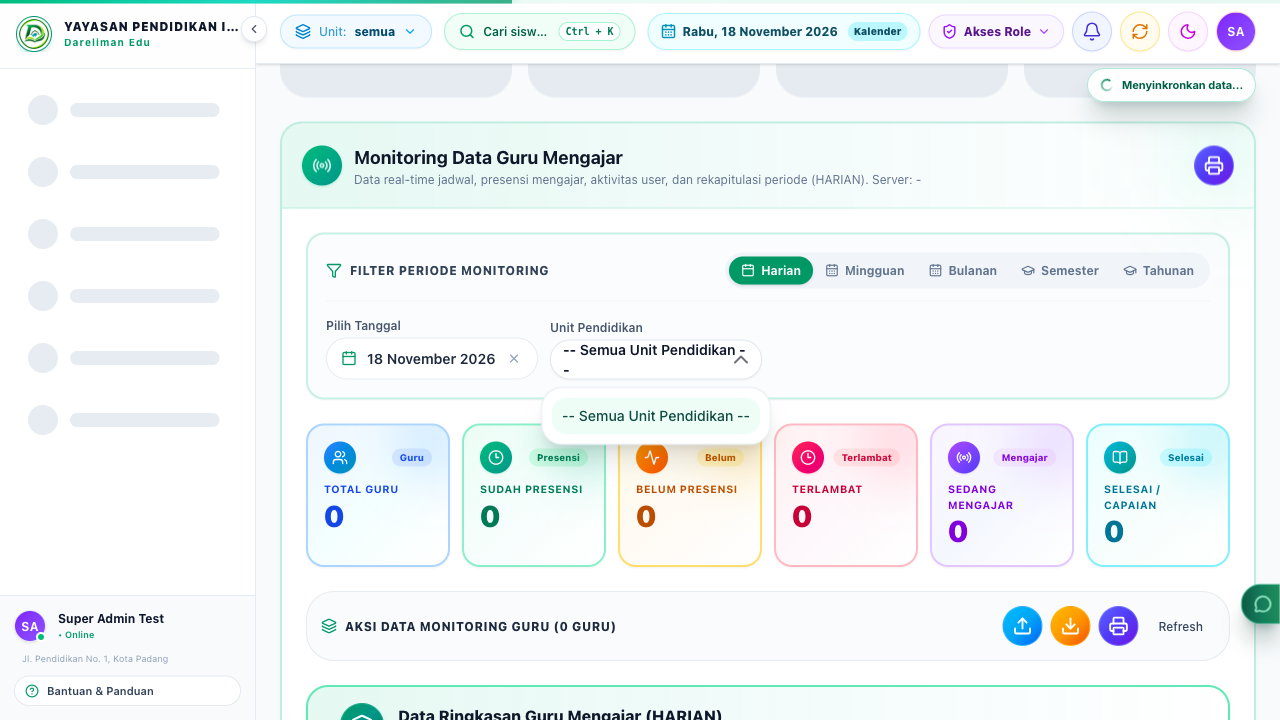 YAYASAN PENDIDIKAN I...
Dareliman Edu
Unit: semua
Cari sisw... Ctrl + K
Rabu, 18 November 2026 Kalender
Akses Role
SA
Menyinkronkan data...
Monitoring Data Guru Mengajar
Data real-time jadwal, presensi mengajar, aktivitas user, dan rekapitulasi periode (HARIAN). Server: -
FILTER PERIODE MONITORING
Harian
Mingguan
Bulanan
Semester
Tahunan
Pilih Tanggal
18 November 2026
Unit Pendidikan
-- Semua Unit Pendidikan -
-
-- Semua Unit Pendidikan --
Guru
TOTAL GURU
0
Presensi
SUDAH PRESENSI
0
Belum
BELUM PRESENSI
0
Terlambat
TERLAMBAT
0
Mengajar
SEDANG
MENGAJAR
0
Selesai
SELESAI /
CAPAIAN
0
AKSI DATA MONITORING GURU (0 GURU)
Refresh
Data Ringkasan Guru Mengajar (HARIAN)
SA
Super Admin Test
• Online
Jl. Pendidikan No. 1, Kota Padang
Bantuan & Panduan